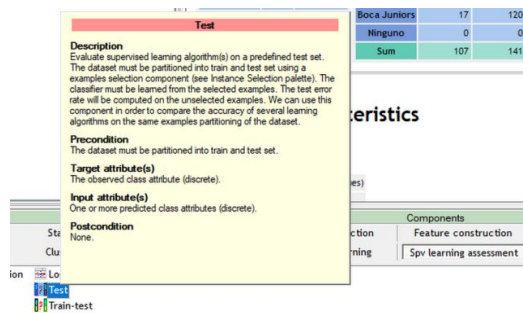 Boca Juniors 17 120
Ninguno 0 0
Sum 107 141
Test
Description
Evaluate supervised learning algorithm(s) on a predefined test set.
The dataset must be partitioned into train and test set using a
examples selection component (see Instance Selection palette). The
classifier must be learned from the selected examples. The test error
rate will be computed on the unselected examples. We can use this
component in order to compare the accuracy of several learning
algorithms on the same examples partitioning of the dataset.
Precondition
The dataset must be partitioned into train and test set.
Target attribute(s)
The observed class attribute (discrete).
Input attribute(s)
One or more predicted class attributes (discrete).
Postcondition
None.
teristics
es)
Components
Sta
ction
Feature construction
Clu
rning
Spv learning assessment
ion
Lo
Test
Train-test